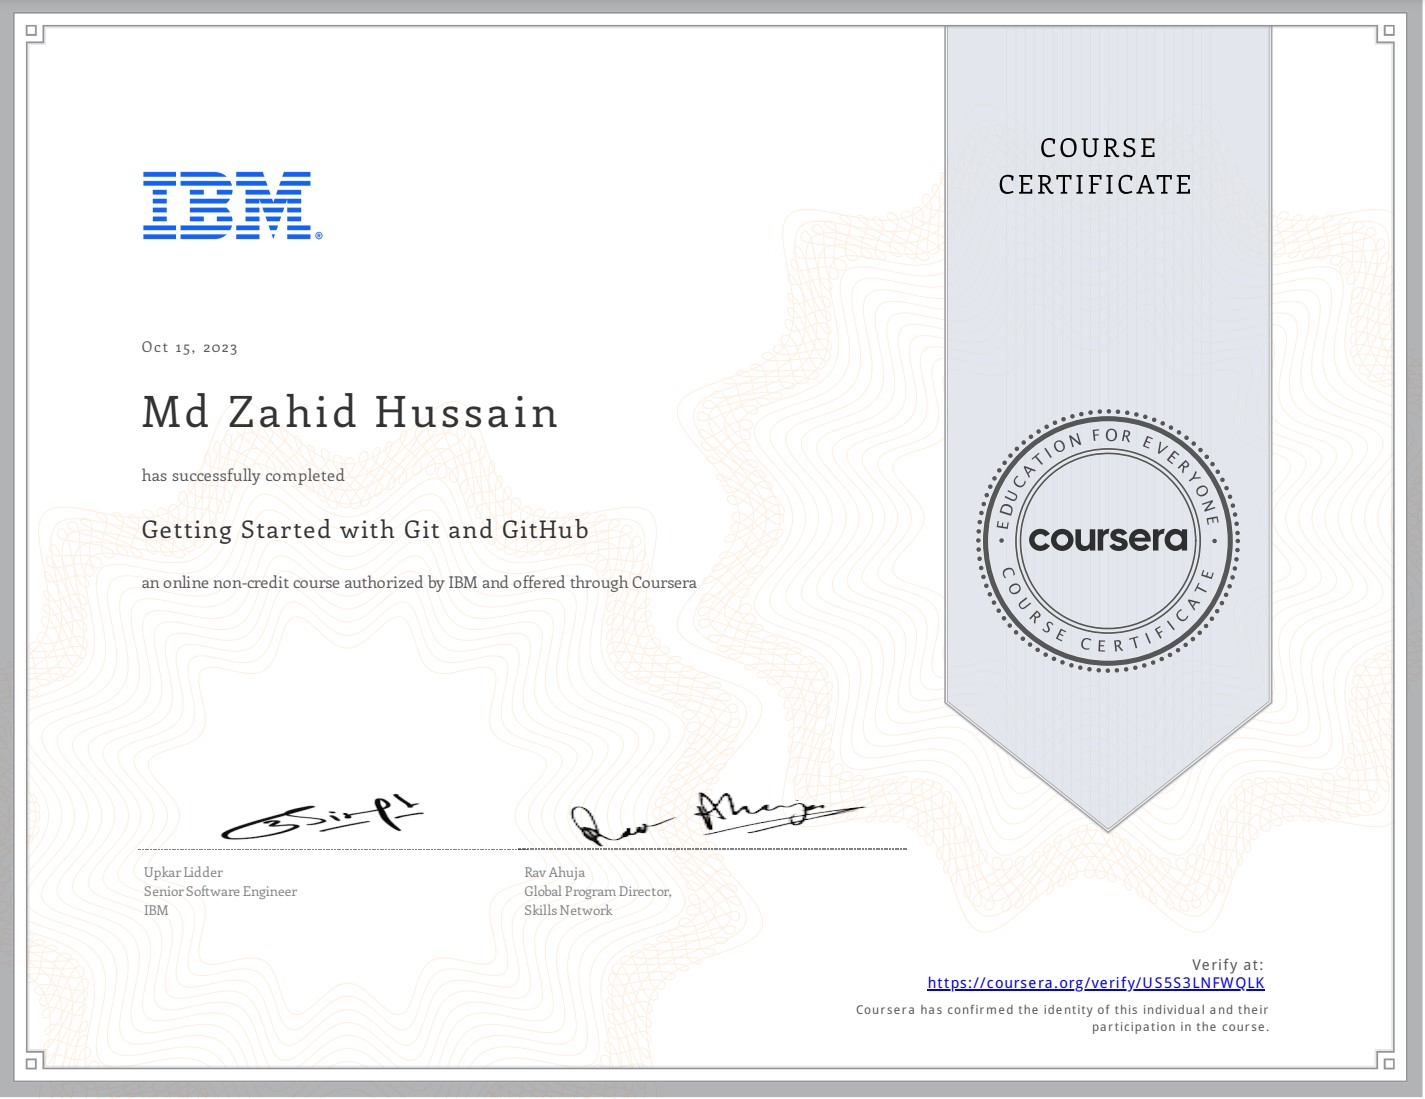 COURSE
CERTIFICATE
IBM®
Oct 15, 2023
Md Zahid Hussain
has successfully completed
Getting Started with Git and GitHub
an online non-credit course authorized by IBM and offered through Coursera
EDUCATION FOR EVERYONE
coursera
COURSE CERTIFICATE
Upkar Lidder
Senior Software Engineer
IBM
Rav Ahuja
Rav Ahuja
Global Program Director,
Skills Network
Verify at:
https://coursera.org/verify/US5S3LNFWQLK
Coursera has confirmed the identity of this individual and their
participation in the course.